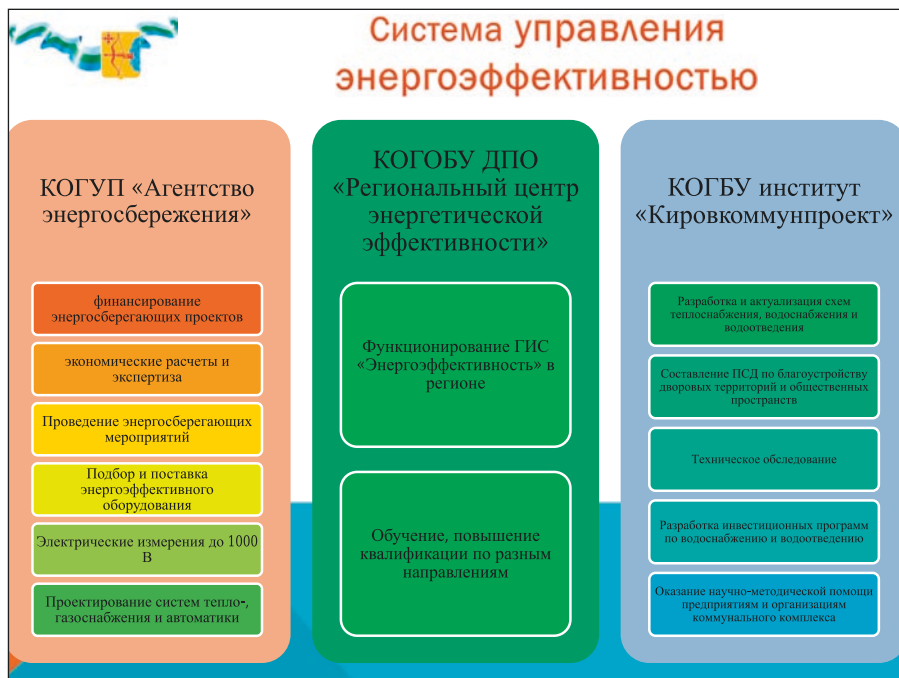 Система управления
энергоэффективностью
КОГУП «Агентство
энергосбережения»
финансирование
энергосберегающих проектов
экономические расчеты и
экспертиза
Проведение энергосберегающих
мероприятий
Подбор и поставка
энергоэффективного
оборудования
Электрические измерения до 1000
В
Проектирование систем тепло-,
газоснабжения и автоматики
КОГОБУ ДПО
«Региональный центр
энергетической
эффективности»
Функционирование ГИС
«Энергоэффективность» в
регионе
Обучение, повышение
квалификации по разным
направлениям
КОГБУ институт
«Кировкоммунпроект»
Разработка и актуализация схем
теплоснабжения, водоснабжения и
водоотведения
Составление ПСД по благоустройству
дворовых территорий и общественных
пространств
Техническое обследование
Разработка инвестиционных программ
по водоснабжению и водоотведению
Оказание научно-методической помощи
предприятиям и организациям
коммунального комплекса